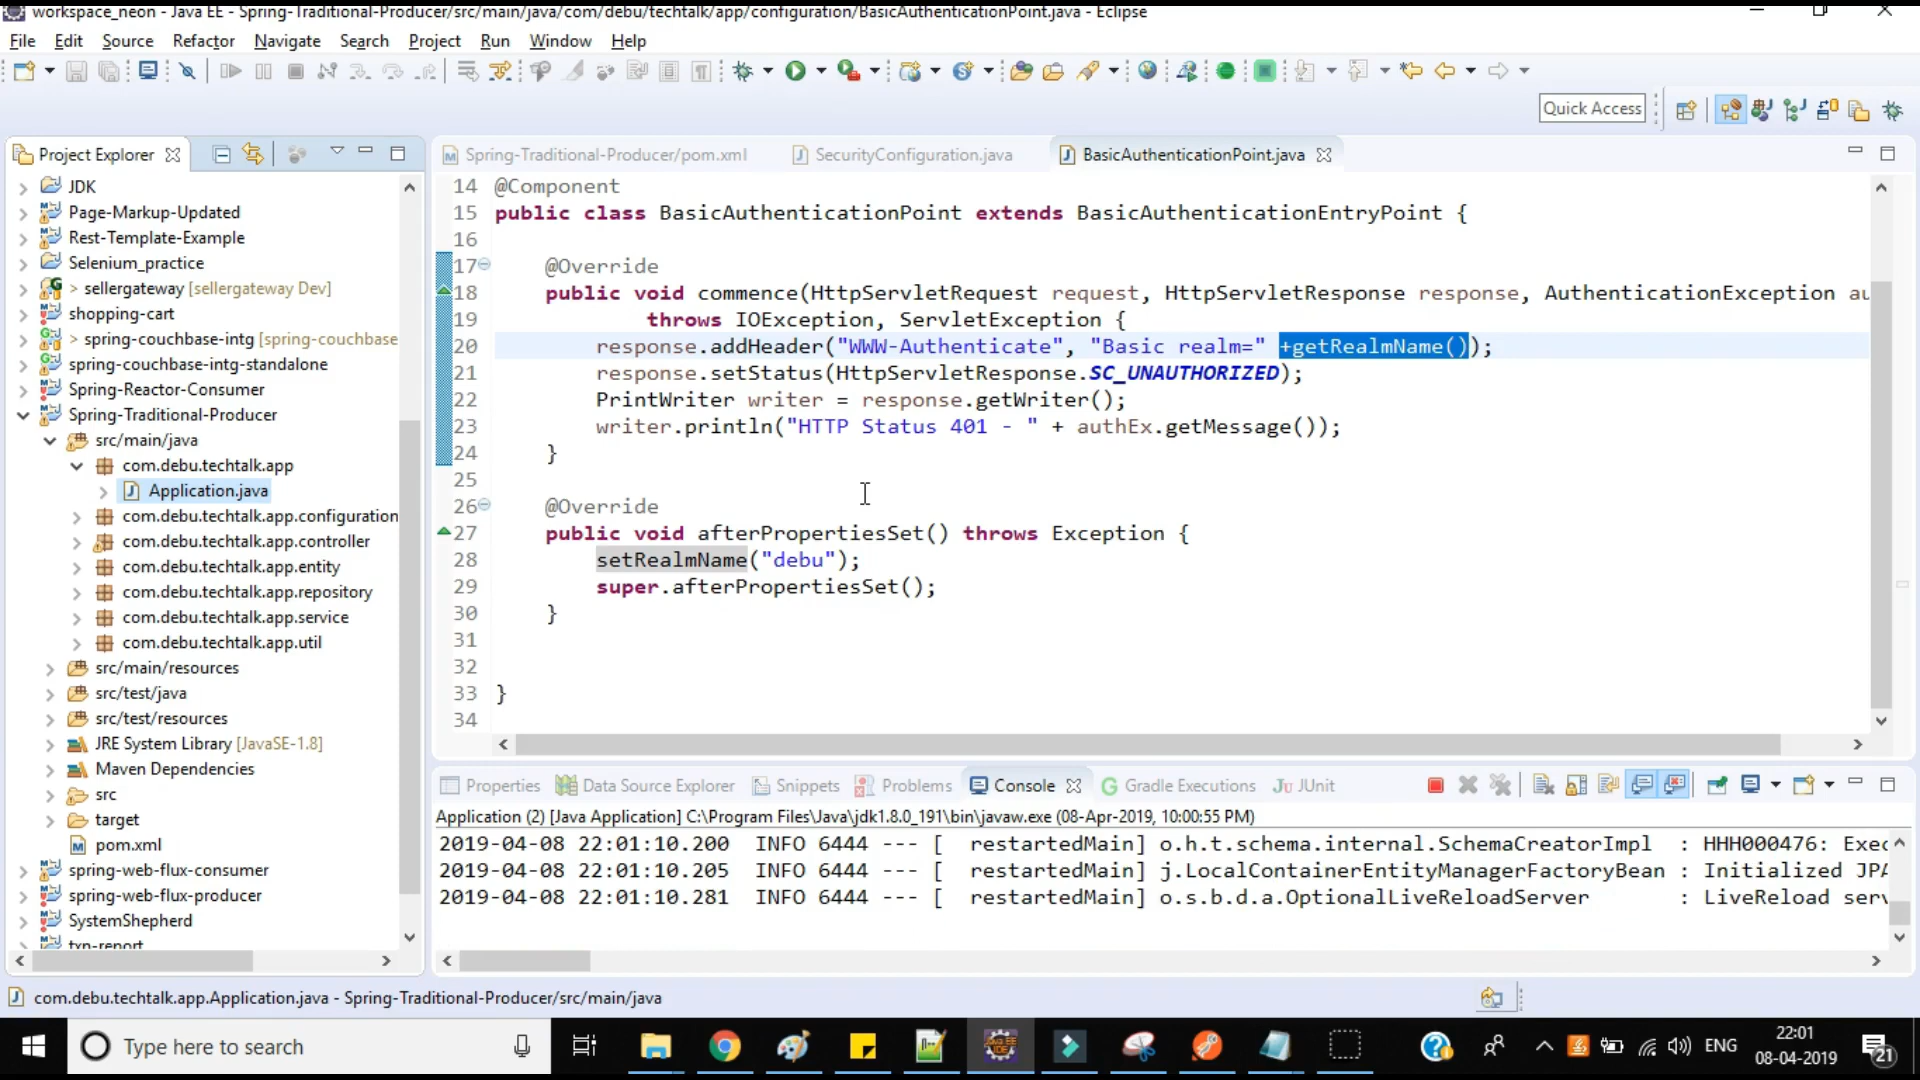 workspace_neon - Java EE - Spring-Traditional-Producer/src/main/java/com/debu/techtalk/app/configuration/BasicAuthenticationPoint.java - Eclipse
File Edit Source Refactor Navigate Search Project Run Window Help
Quick Access
Project Explorer
Spring-Traditional-Producer/pom.xml SecurityConfiguration.java BasicAuthenticationPoint.java
JDK
Page-Markup-Updated
Rest-Template-Example
Selenium_practice
> sellergateway [sellergateway Dev]
shopping-cart
> spring-couchbase-intg [spring-couchbase
spring-couchbase-intg-standalone
Spring-Reactor-Consumer
Spring-Traditional-Producer
src/main/java
com.debu.techtalk.app
Application.java
com.debu.techtalk.app.configuration
com.debu.techtalk.app.controller
com.debu.techtalk.app.entity
com.debu.techtalk.app.repository
com.debu.techtalk.app.service
com.debu.techtalk.app.util
src/main/resources
src/test/java
src/test/resources
JRE System Library [JavaSE-1.8]
Maven Dependencies
src
target
pom.xml
spring-web-flux-consumer
spring-web-flux-producer
SystemShepherd
txn-report
14 @Component
15 public class BasicAuthenticationPoint extends BasicAuthenticationEntryPoint {
16
17 @Override
18 public void commence(HttpServletRequest request, HttpServletResponse response, AuthenticationException au
19 throws IOException, ServletException {
20 response.addHeader("WWW-Authenticate", "Basic realm=" +getRealmName());
21 response.setStatus(HttpServletResponse.SC_UNAUTHORIZED);
22 PrintWriter writer = response.getWriter();
23 writer.println("HTTP Status 401 - " + authEx.getMessage());
24 }
25
26 @Override
27 public void afterPropertiesSet() throws Exception {
28 setRealmName("debu");
29 super.afterPropertiesSet();
30 }
31
32
33 }
34
Properties Data Source Explorer Snippets Problems Console Gradle Executions JUnit
Application (2) [Java Application] C:\Program Files\Java\jdk1.8.0_191\bin\javaw.exe (08-Apr-2019, 10:00:55 PM)
2019-04-08 22:01:10.200 INFO 6444 --- [ restartedMain] o.h.t.schema.internal.SchemaCreatorImpl : HHH000476: Exec
2019-04-08 22:01:10.205 INFO 6444 --- [ restartedMain] j.LocalContainerEntityManagerFactoryBean : Initialized JPA
2019-04-08 22:01:10.281 INFO 6444 --- [ restartedMain] o.s.b.d.a.OptionalLiveReloadServer : LiveReload serv
com.debu.techtalk.app.Application.java - Spring-Traditional-Producer/src/main/java
Type here to search
ENG
22:01
08-04-2019
21